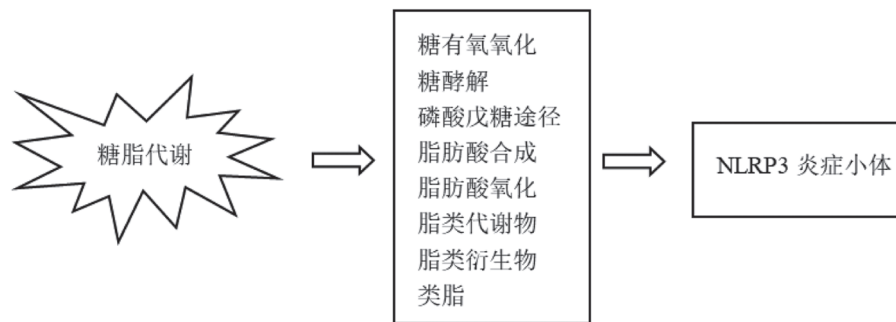 糖脂代谢
糖有氧氧化
糖酵解
磷酸戊糖途径
脂肪酸合成
脂肪酸氧化
脂类代谢物
脂类衍生物
类脂
NLRP3 炎症小体